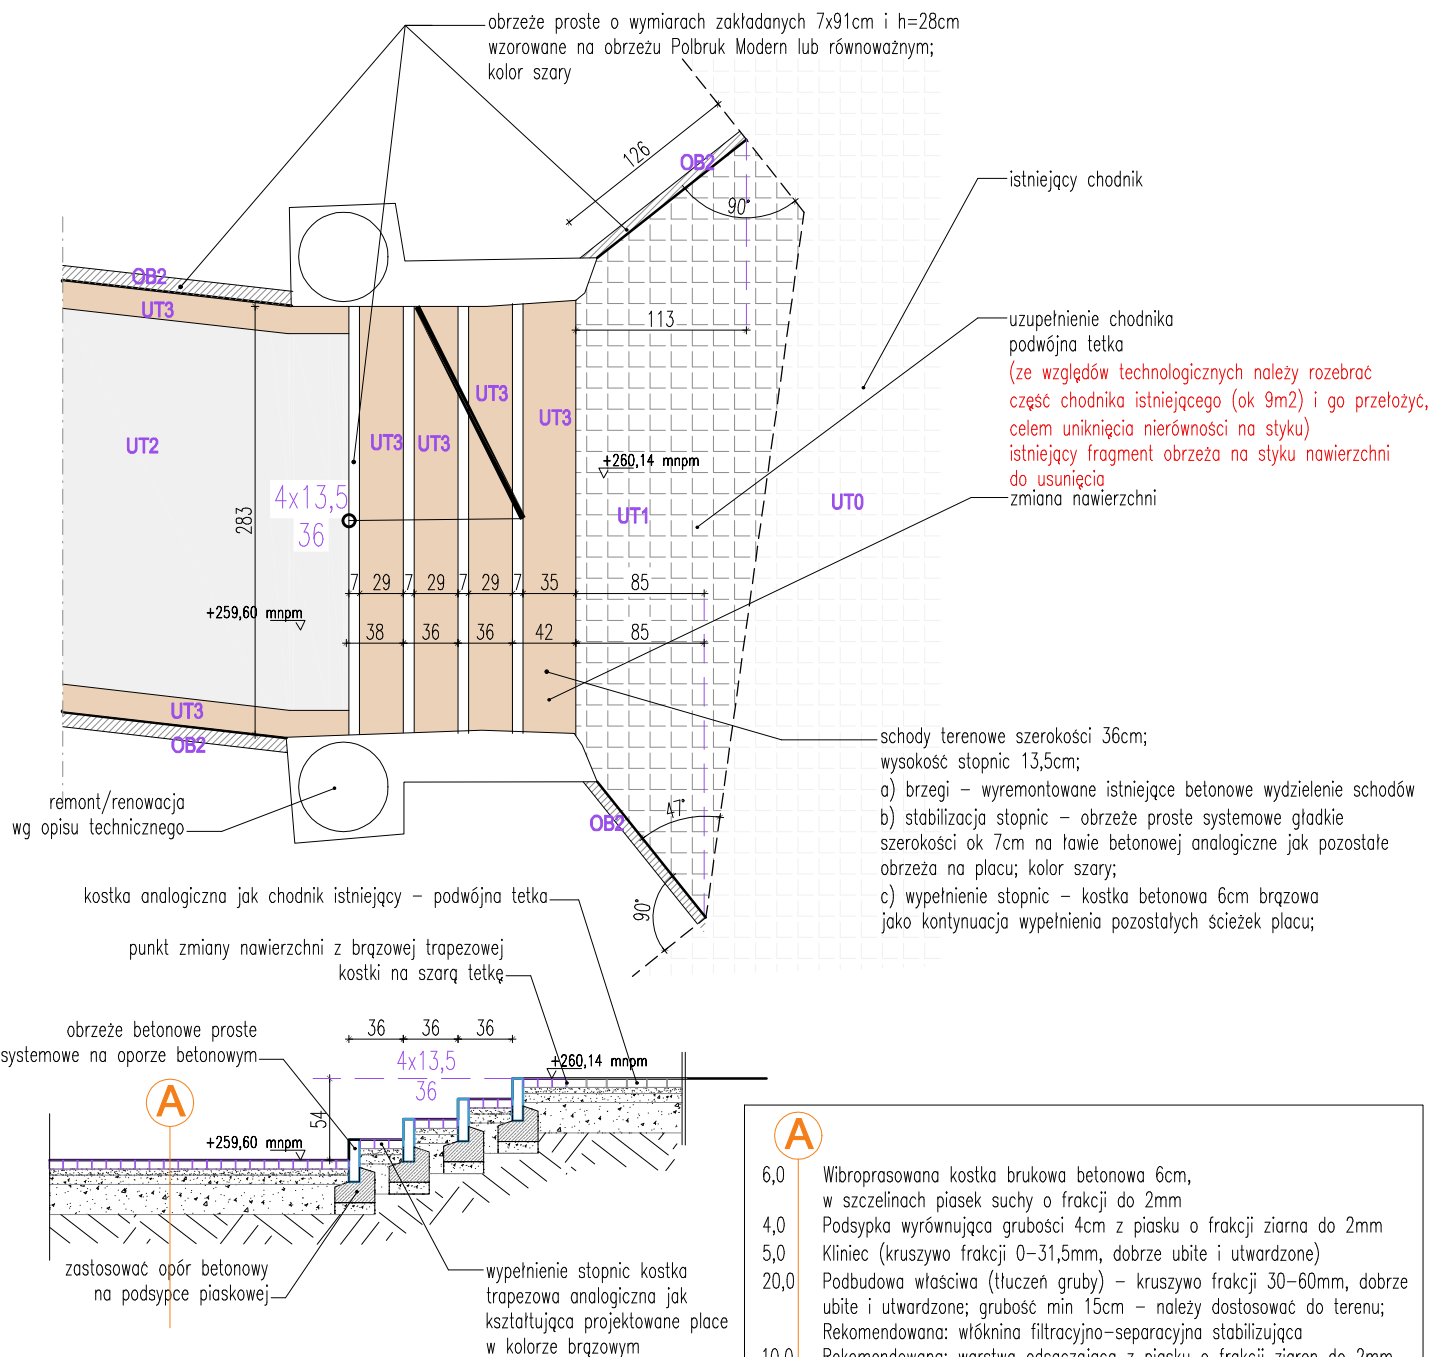 obrzeże proste o wymiarach zakładanych 7x91cm i h=28cm
wzorowane na obrzeżu Polbruk Modern lub równoważnym;
kolor szary
126
OB2
90°
istniejący chodnik
OB2
UT3
113
uzupełnienie chodnika
podwójna tetka
(ze względów technologicznych należy rozebrać
część chodnika istniejącego (ok 9m2) i go przełożyć,
celem uniknięcia nierówności na styku)
istniejący fragment obrzeża na styku nawierzchni
do usunięcia
zmiana nawierzchni
UT2
UT3
UT3
UT3
UT3
+260,14 mnpm
UT1
UT0
4x13,5
36
283
7 29 7 29 7 29 7 35 85
+259,60 mnpm
38 36 36 42 85
UT3
OB2
schody terenowe szerokości 36cm;
wysokość stopnic 13,5cm;
a) brzegi – wyremontowane istniejące betonowe wydzielenie schodów
b) stabilizacja stopnic – obrzeże proste systemowe gładkie
szerokości ok 7cm na ławie betonowej analogiczne jak pozostałe
obrzeża na placu; kolor szary;
c) wypełnienie stopnic – kostka betonowa 6cm brązowa
jako kontynuacja wypełnienia pozostałych ścieżek placu;
remont/renowacja
wg opisu technicznego
OB2
47°
90°
kostka analogiczna jak chodnik istniejący – podwójna tetka
punkt zmiany nawierzchni z brązowej trapezowej
kostki na szarą tetkę
obrzeże betonowe proste
systemowe na oporze betonowym
36 36 36
4x13,5
36
+260,14 mnpm
A
54
+259,60 mnpm
zastosować opór betonowy
na podsypce piaskowej
wypełnienie stopnic kostka
trapezowa analogiczna jak
kształtująca projektowane place
w kolorze brązowym
A
6,0 Wibroprasowana kostka brukowa betonowa 6cm,
w szczelinach piasek suchy o frakcji do 2mm
4,0 Podsypka wyrównująca grubości 4cm z piasku o frakcji ziarna do 2mm
5,0 Kliniec (kruszywo frakcji 0–31,5mm, dobrze ubite i utwardzone)
20,0 Podbudowa właściwa (tłuczeń gruby) – kruszywo frakcji 30–60mm, dobrze
ubite i utwardzone; grubość min 15cm – należy dostosować do terenu;
Rekomendowana: włóknina filtracyjno–separacyjna stabilizująca
10,0 Rekomendowana: warstwa odsączająca z piasku o frakcji ziaren do 2mm